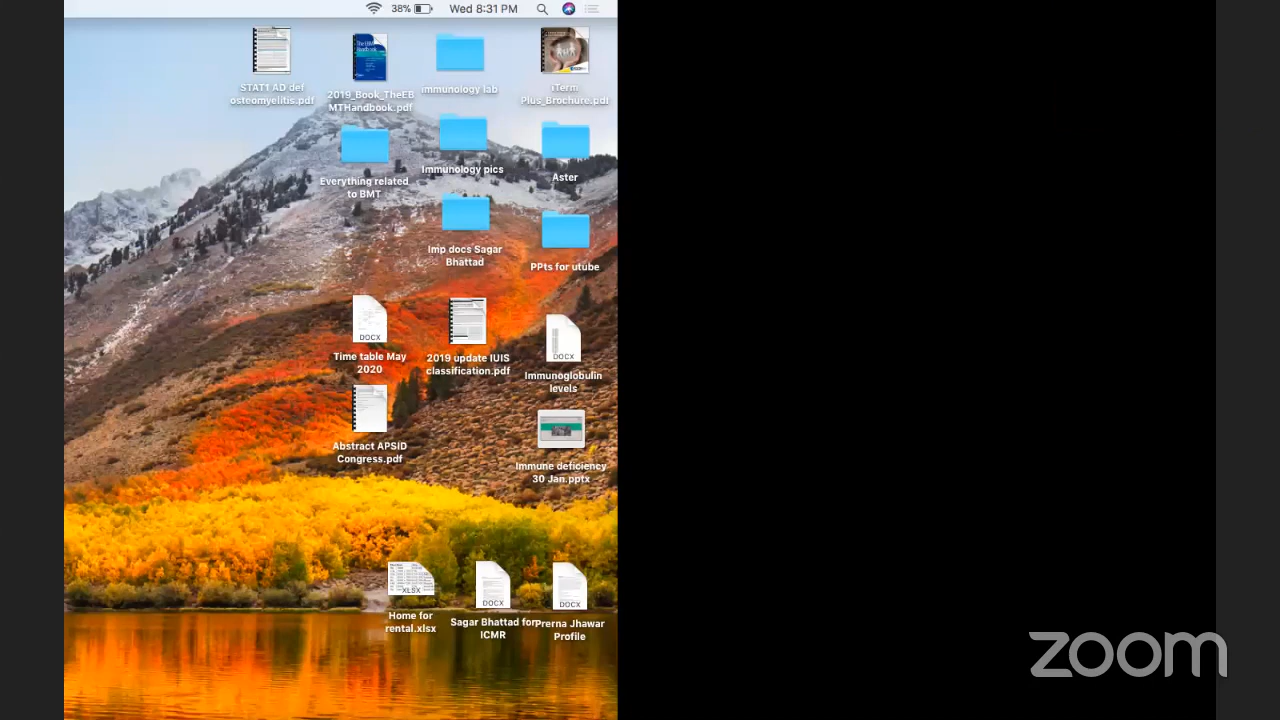 38%
Wed 8:31 PM
STAT1 AD def
osteomyelitis.pdf
2019_Book_TheEB
MTHandbook.pdf
immunology lab
iTerm
Plus_Brochure.pdf
Everything related
to BMT
Immunology pics
Aster
Imp docs Sagar
Bhattad
PPts for utube
DOCX
Time table May
2020
2019 update IUIS
classification.pdf
DOCX
Immunoglobulin
levels
Abstract APSID
Congress.pdf
Immune deficiency
30 Jan.pptx
XLSX
Home for
rental.xlsx
DOCX
Sagar Bhattad for
ICMR
DOCX
Prerna Jhawar
Profile
zoom